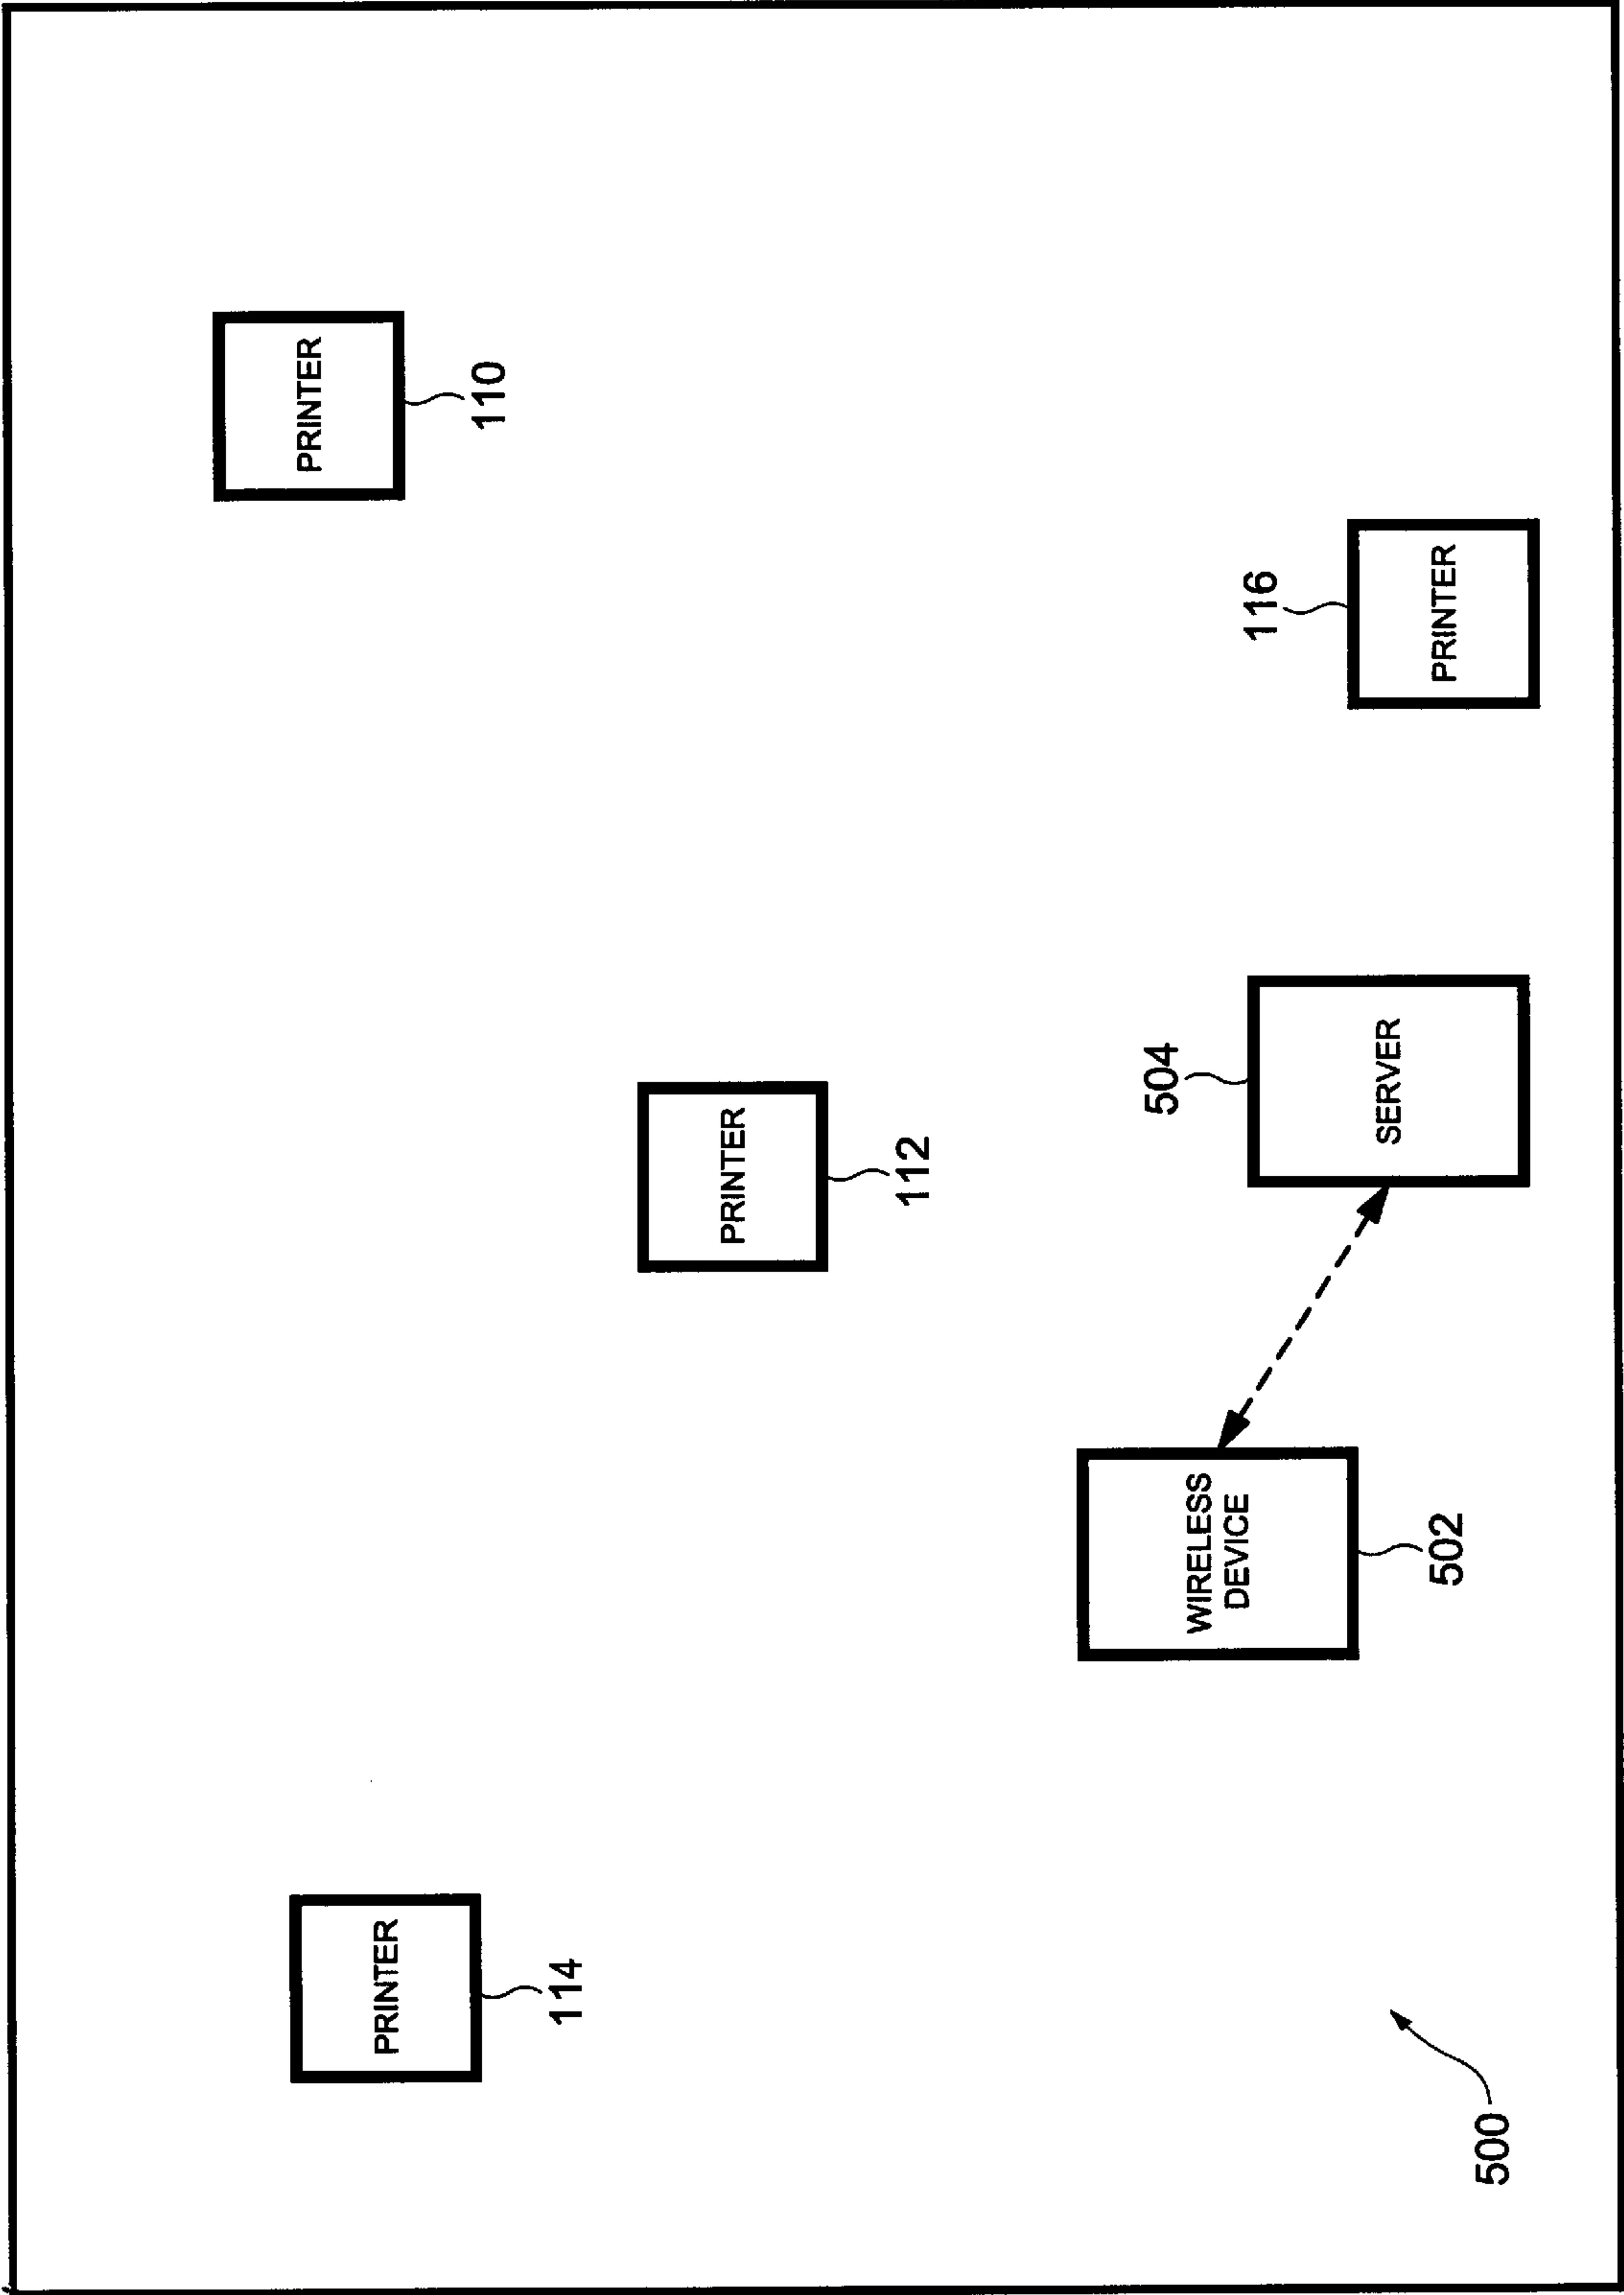 PRINTER
110
PRINTER
114
PRINTER
112
116
PRINTER
504
SERVER
WIRELESS
DEVICE
502
500